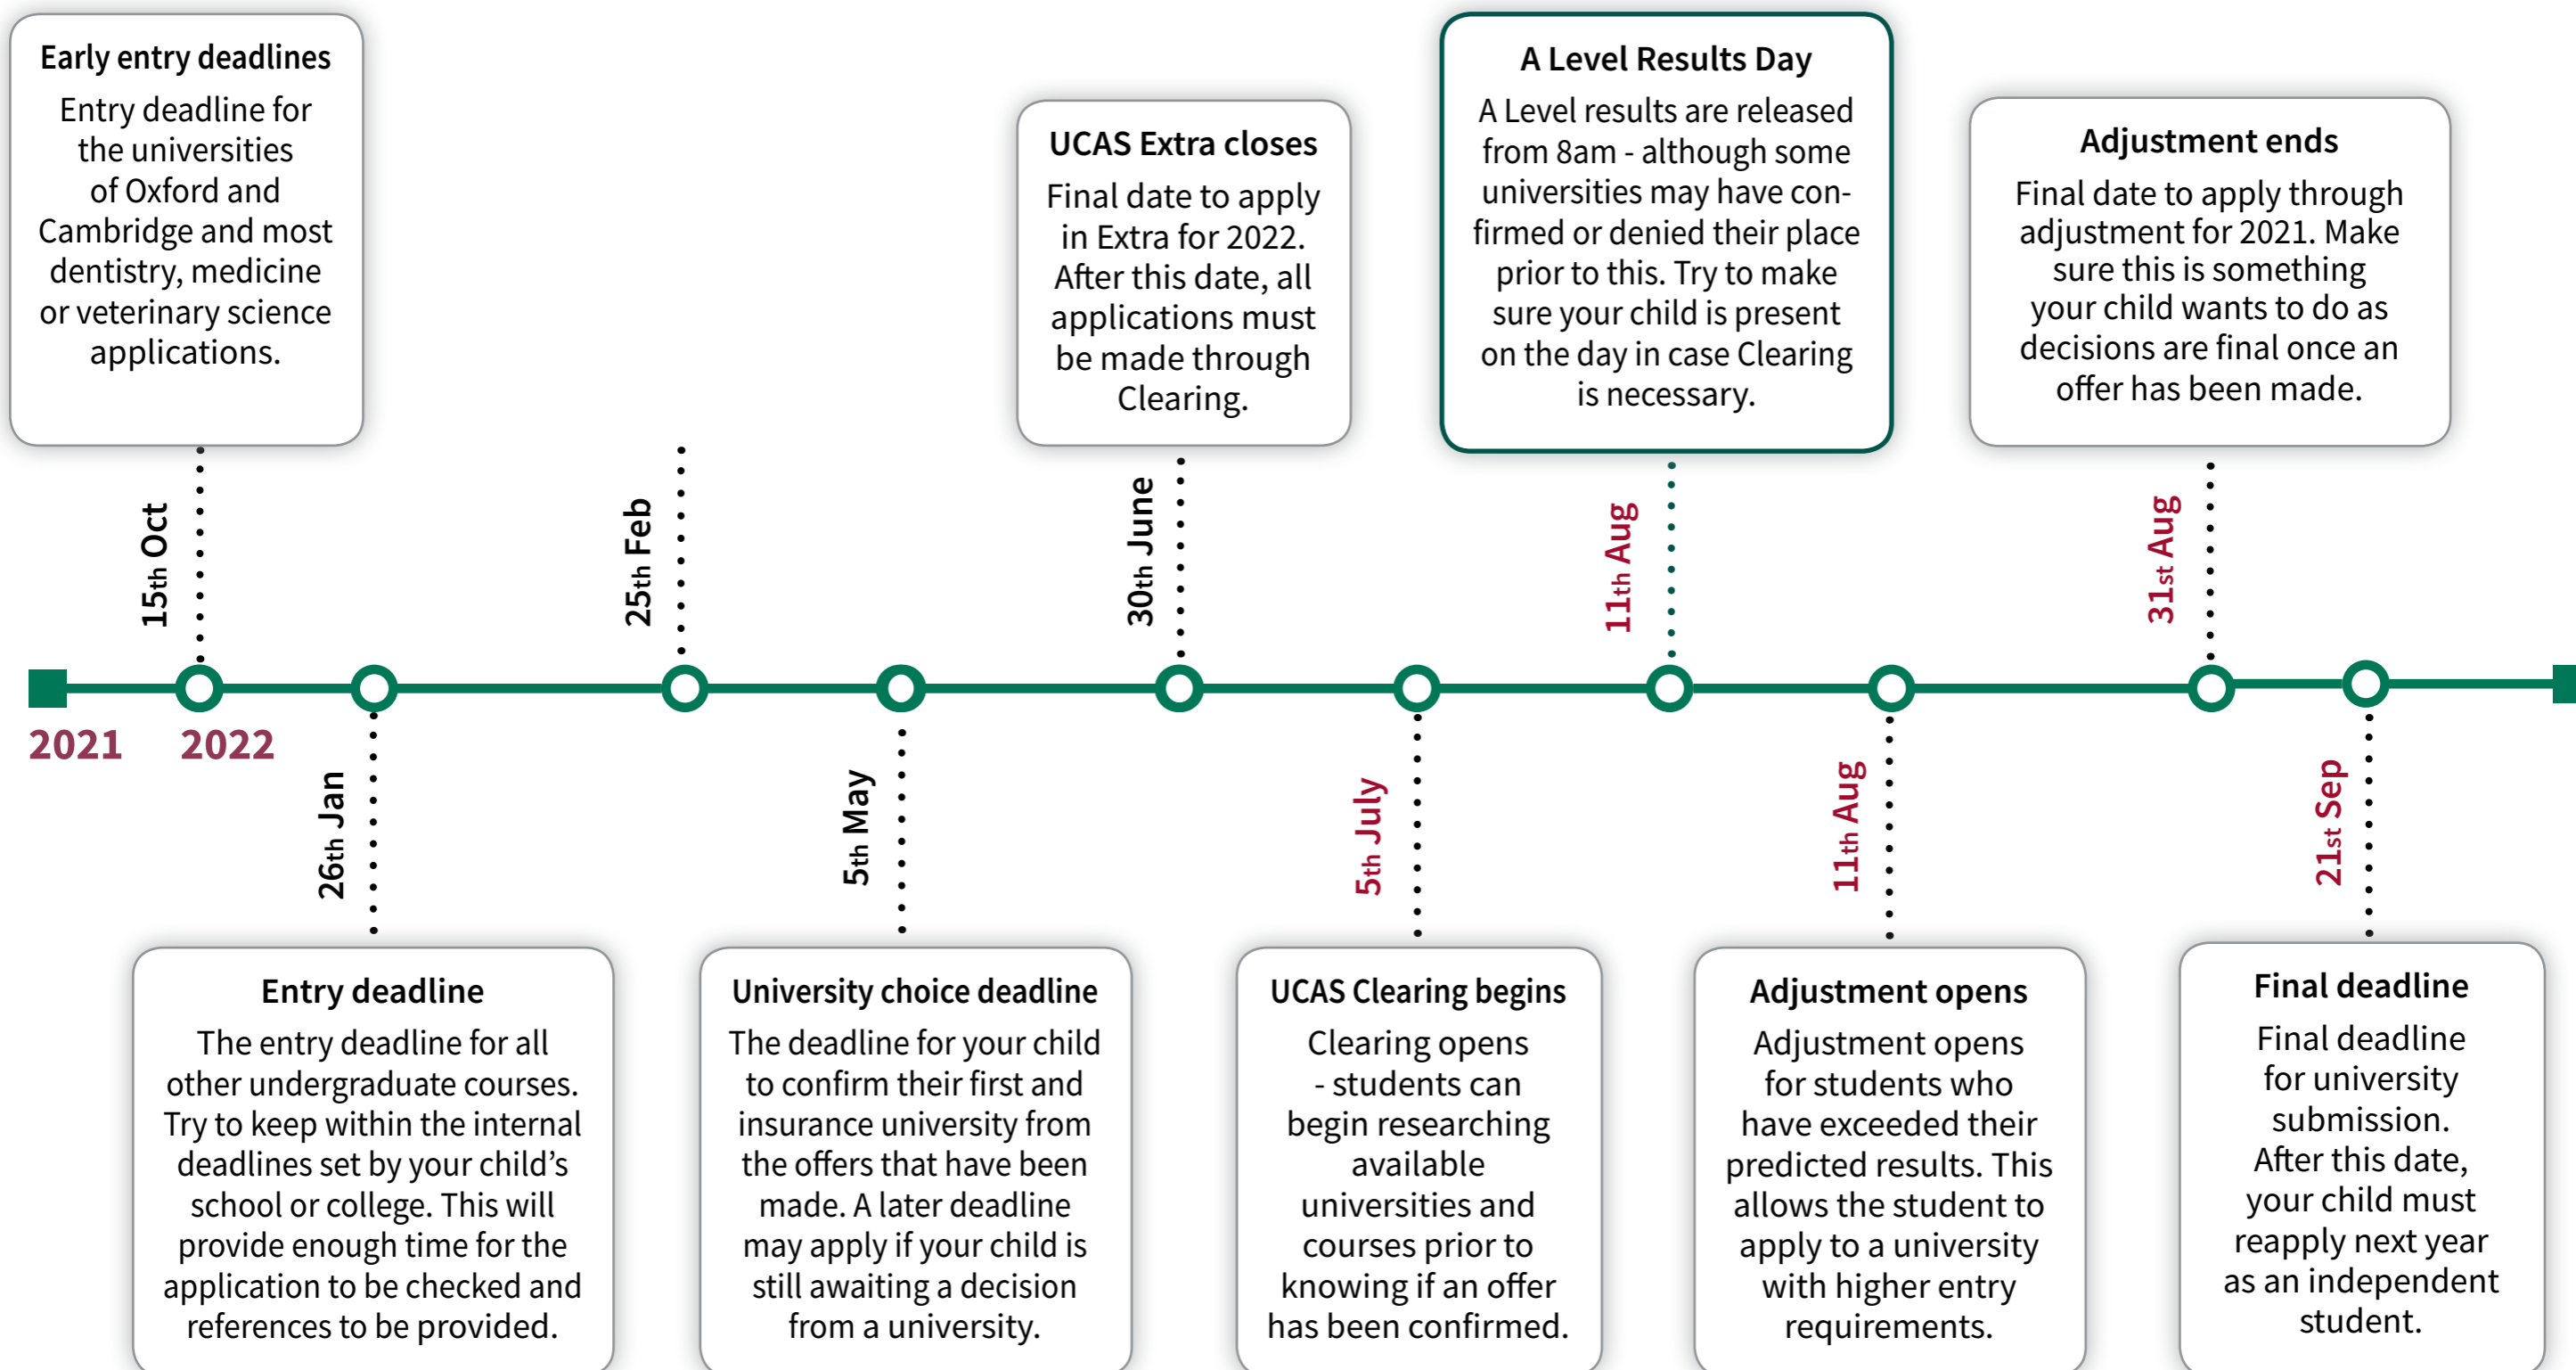 Early entry deadlines
Entry deadline for
the universities
of Oxford and
Cambridge and most
dentistry, medicine
or veterinary science
applications.
UCAS Extra closes
Final date to apply
in Extra for 2022.
After this date, all
applications must
be made through
Clearing.
A Level Results Day
A Level results are released
from 8am - although some
universities may have con-
firmed or denied their place
prior to this. Try to make
sure your child is present
on the day in case Clearing
is necessary.
Adjustment ends
Final date to apply through
adjustment for 2021. Make
sure this is something
your child wants to do as
decisions are final once an
offer has been made.
15th Oct
25th Feb
30th June
11th Aug
31st Aug
2021
2022
26th Jan
5th May
5th July
11th Aug
21st Sep
Entry deadline
The entry deadline for all
other undergraduate courses.
Try to keep within the internal
deadlines set by your child’s
school or college. This will
provide enough time for the
application to be checked and
references to be provided.
University choice deadline
The deadline for your child
to confirm their first and
insurance university from
the offers that have been
made. A later deadline
may apply if your child is
still awaiting a decision
from a university.
UCAS Clearing begins
Clearing opens
- students can
begin researching
available
universities and
courses prior to
knowing if an offer
has been confirmed.
Adjustment opens
Adjustment opens
for students who
have exceeded their
predicted results. This
allows the student to
apply to a university
with higher entry
requirements.
Final deadline
Final deadline
for university
submission.
After this date,
your child must
reapply next year
as an independent
student.